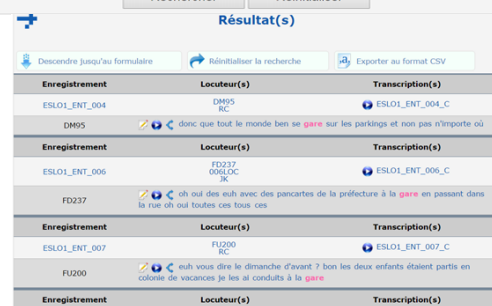 Résultat(s)
Descendre jusqu'au formulaire Réinitialiser la recherche Exporter au format CSV
Enregistrement Locuteur(s) Transcription(s)
ESLO1_ENT_004 DM95 ESLO1_ENT_004_C
RC
DM95 donc que tout le monde ben se gare sur les parkings et non pas n'importe où
Enregistrement Locuteur(s) Transcription(s)
FD237
ESLO1_ENT_006 006LOC ESLO1_ENT_006_C
JK
FD237 oh oui des euh avec des pancartes de la préfecture à la gare en passant dans
la rue oh oui toutes ces tous ces
Enregistrement Locuteur(s) Transcription(s)
ESLO1_ENT_007 FU200 ESLO1_ENT_007_C
RC
FU200 euh vous dire le dimanche d'avant ? bon les deux enfants étaient partis en
colonie de vacances je les ai conduits à la gare
Enregistrement Locuteur(s) Transcription(s)